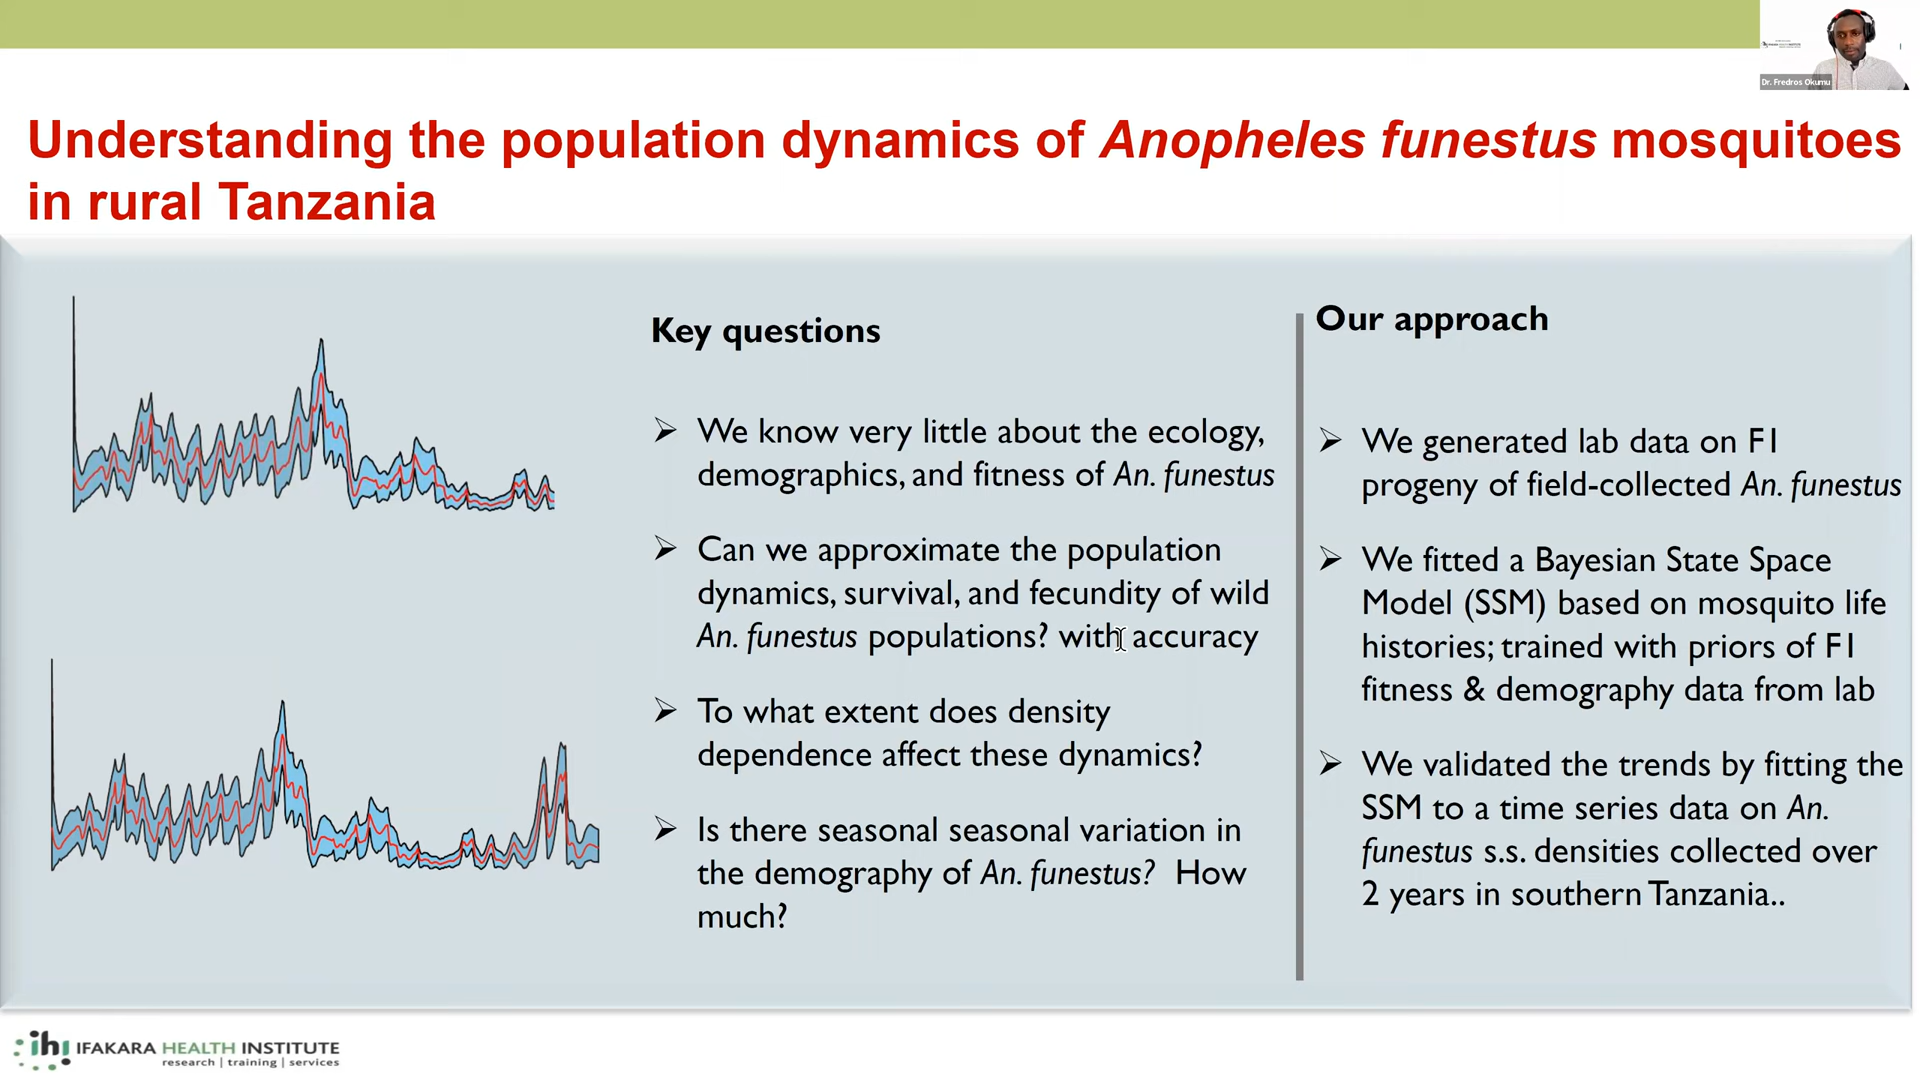 Dr. Fredros Okumu
Understanding the population dynamics of Anopheles funestus mosquitoes
in rural Tanzania
Key questions
We know very little about the ecology,
demographics, and fitness of An. funestus
Can we approximate the population
dynamics, survival, and fecundity of wild
An. funestus populations? with accuracy
To what extent does density
dependence affect these dynamics?
Is there seasonal seasonal variation in
the demography of An. funestus? How
much?
Our approach
We generated lab data on F1
progeny of field-collected An. funestus
We fitted a Bayesian State Space
Model (SSM) based on mosquito life
histories; trained with priors of F1
fitness & demography data from lab
We validated the trends by fitting the
SSM to a time series data on An.
funestus s.s. densities collected over
2 years in southern Tanzania..
ihi IFAKARA HEALTH INSTITUTE
research | training | services